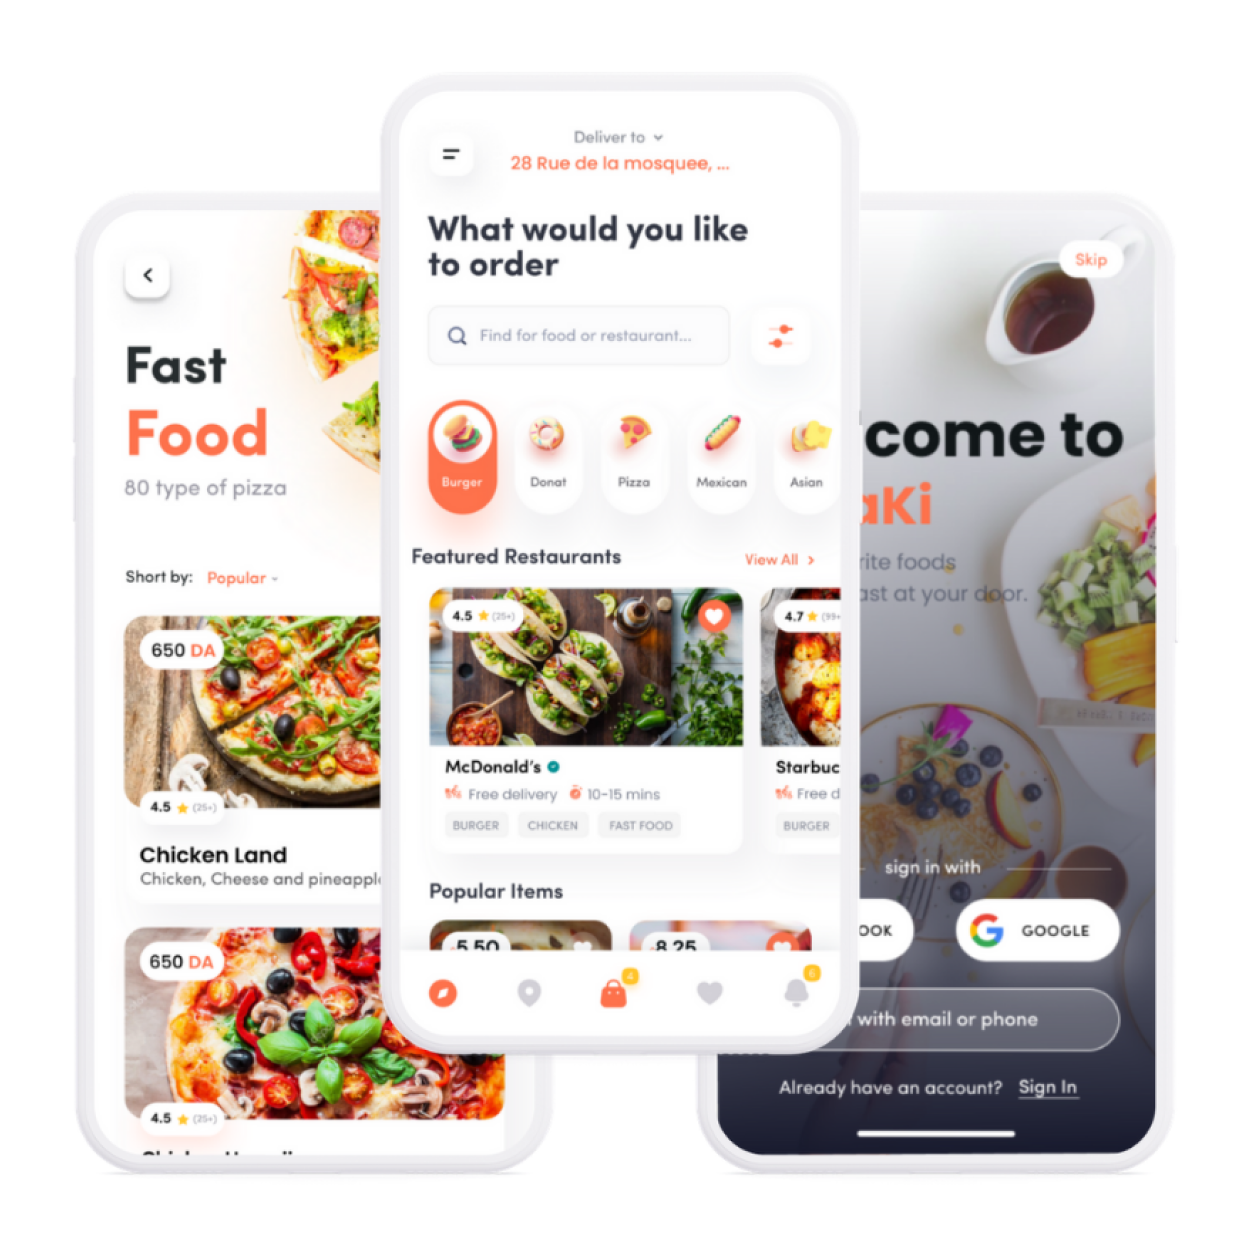 Deliver to
28 Rue de la mosquee, ...
What would you like
to order
Find for food or restaurant...
Burger
Donat
Pizza
Mexican
Asian
Featured Restaurants
View All
4.5 (25+)
4.7
McDonald's
Free delivery 10-15 mins
BURGER CHICKEN FAST FOOD
Starbuc
Free d
BURGER
Popular Items
5.50
8.25
4
6
Fast
Food
80 type of pizza
Short by: Popular
650 DA
4.5 (25+)
Chicken Land
Chicken, Cheese and pineappl
650 DA
4.5 (25+)
Skip
come to
aKi
rite foods
ast at your door.
sign in with
OOK
GOOGLE
with email or phone
Already have an account? Sign In